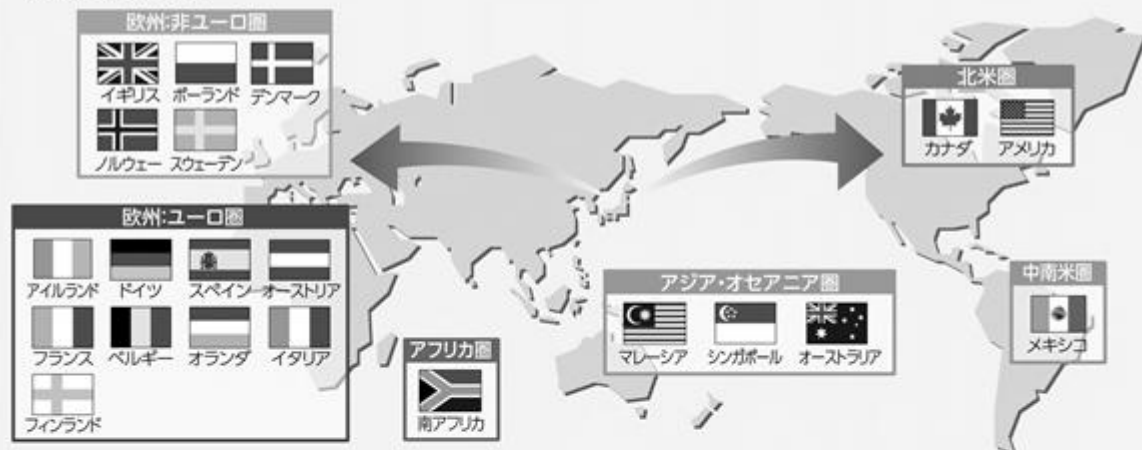 欧州:非ユーロ圏
イギリス ポーランド デンマーク
ノルウェー スウェーデン
欧州:ユーロ圏
アイルランド ドイツ スペイン オーストリア
フランス ベルギー オランダ イタリア
フィンランド
アフリカ圏
南アフリカ
アジア・オセアニア圏
マレーシア シンガポール オーストラリア
北米圏
カナダ アメリカ
中南米圏
メキシコ